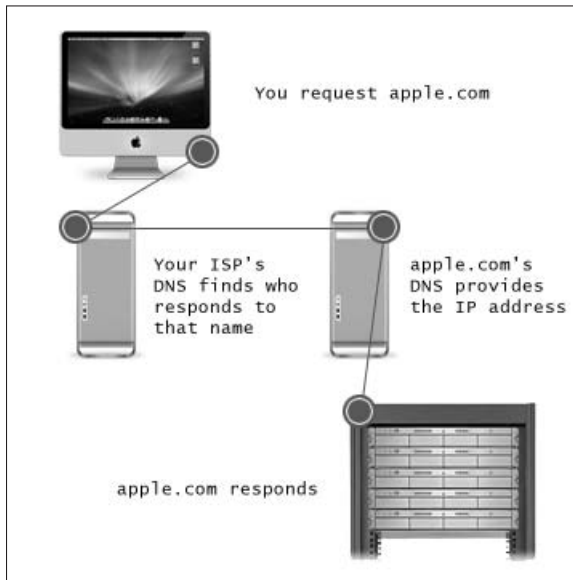 You request apple.com
Your ISP's
DNS finds who
responds to
that name
apple.com's
DNS provides
the IP address
apple.com responds